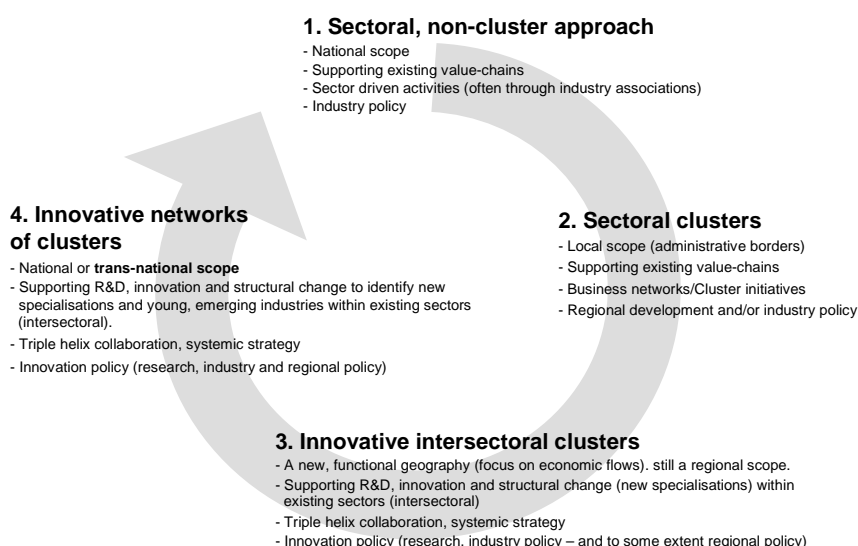 1. Sectoral, non-cluster approach
- National scope
- Supporting existing value-chains
- Sector driven activities (often through industry associations)
- Industry policy
2. Sectoral clusters
- Local scope (administrative borders)
- Supporting existing value-chains
- Business networks/Cluster initiatives
- Regional development and/or industry policy
3. Innovative intersectoral clusters
- A new, functional geography (focus on economic flows). still a regional scope.
- Supporting R&D, innovation and structural change (new specialisations) within
existing sectors (intersectoral)
- Triple helix collaboration, systemic strategy
- Innovation policy (research, industry policy – and to some extent regional policy)
4. Innovative networks
of clusters
- National or trans-national scope
- Supporting R&D, innovation and structural change to identify new
specialisations and young, emerging industries within existing sectors
(intersectoral).
- Triple helix collaboration, systemic strategy
- Innovation policy (research, industry and regional policy)